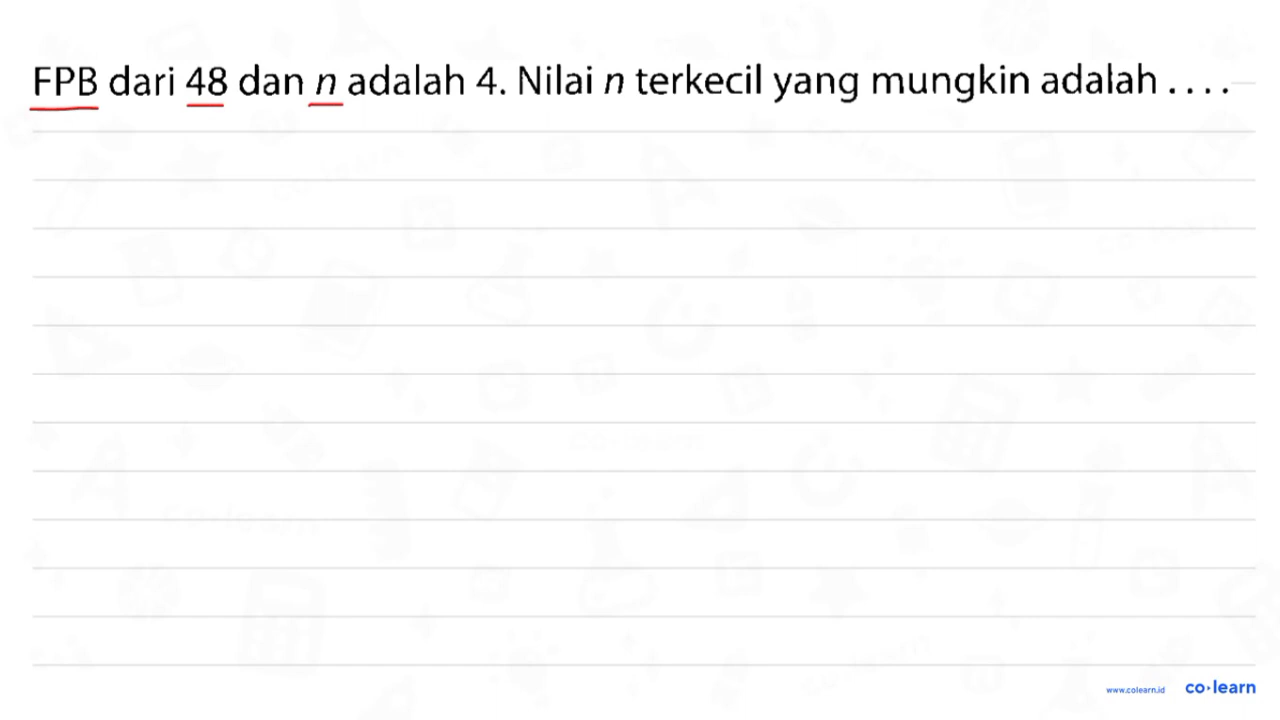 FPB dari 48 dan n adalah 4. Nilai n terkecil yang mungkin adalah ....
www.colearn.id co·learn